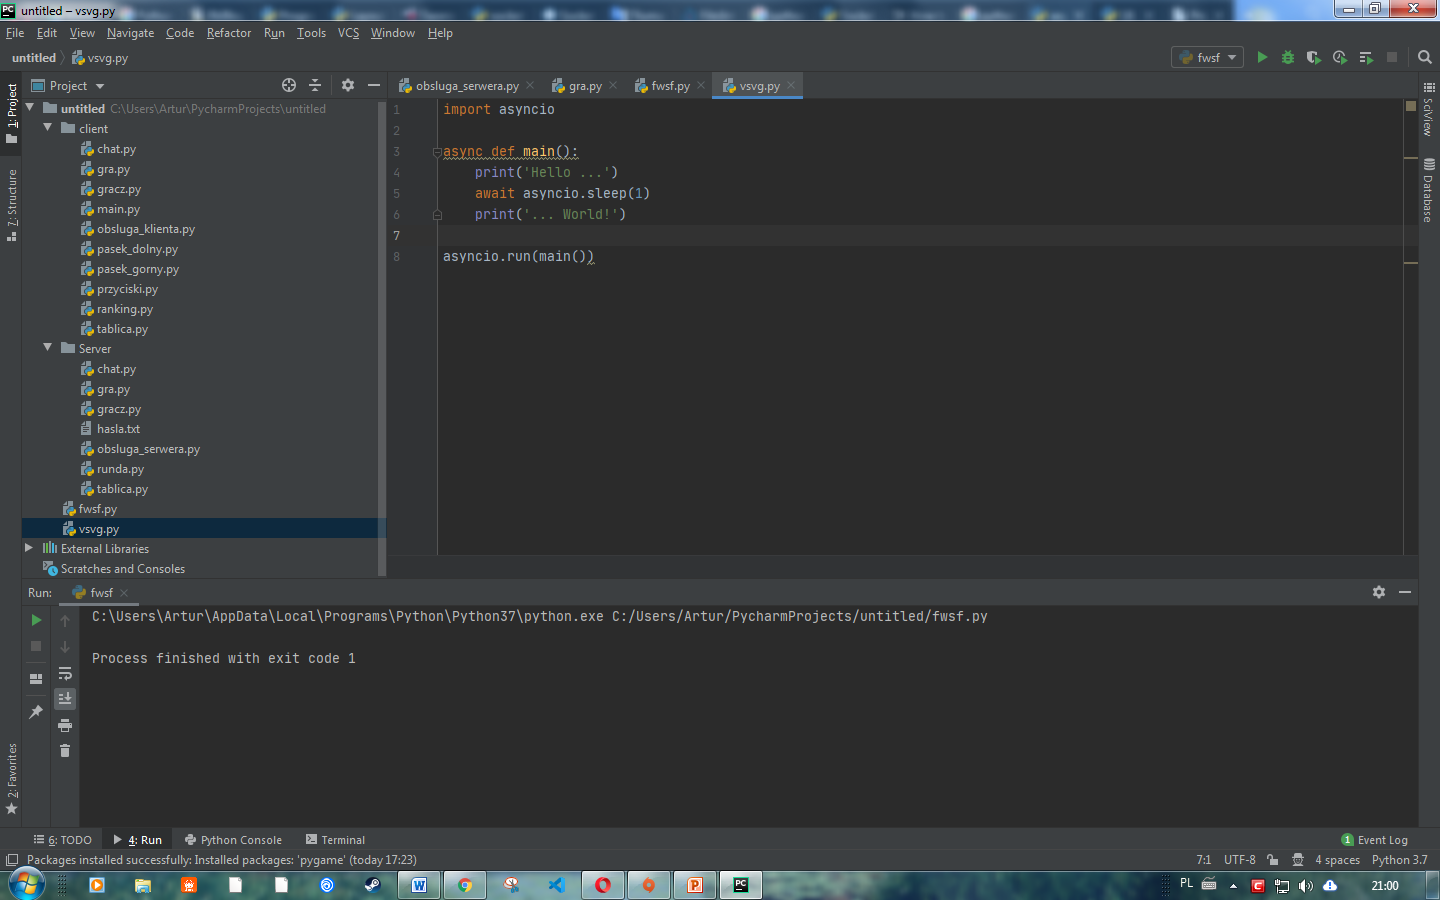 untitled – vsvg.py
File Edit View Navigate Code Refactor Run Tools VCS Window Help
untitled vsvg.py
fwsf
Project
obsluga_serwera.py gra.py fwsf.py vsvg.py
1: Project
7: Structure
2: Favorites
SciView
Database
untitled C:\Users\Artur\PycharmProjects\untitled
client
chat.py
gra.py
gracz.py
main.py
obsluga_klienta.py
pasek_dolny.py
pasek_gorny.py
przyciski.py
ranking.py
tablica.py
Server
chat.py
gra.py
gracz.py
hasla.txt
obsluga_serwera.py
runda.py
tablica.py
fwsf.py
vsvg.py
External Libraries
Scratches and Consoles
1 import asyncio
2
3 async def main():
4 print('Hello ...')
5 await asyncio.sleep(1)
6 print('... World!')
7
8 asyncio.run(main())
Run: fwsf
C:\Users\Artur\AppData\Local\Programs\Python\Python37\python.exe C:/Users/Artur/PycharmProjects/untitled/fwsf.py
Process finished with exit code 1
6: TODO 4: Run Python Console Terminal
1 Event Log
Packages installed successfully: Installed packages: 'pygame' (today 17:23)
7:1 UTF-8 4 spaces Python 3.7
PL
21:00